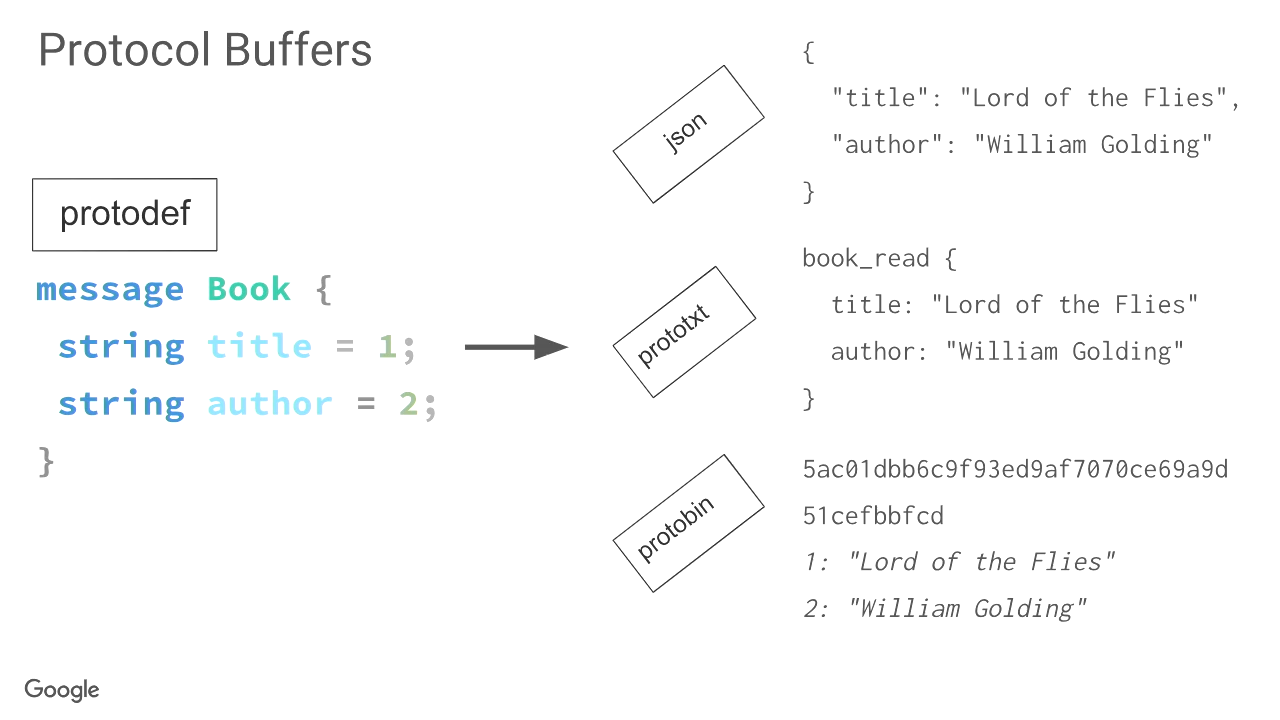 Protocol Buffers
protodef
message Book {
string title = 1;
string author = 2;
}
json
{
"title": "Lord of the Flies",
"author": "William Golding"
}
prototxt
book_read {
title: "Lord of the Flies"
author: "William Golding"
}
protobin
5ac01dbb6c9f93ed9af7070ce69a9d
51cefbbfcd
1: "Lord of the Flies"
2: "William Golding"
Google